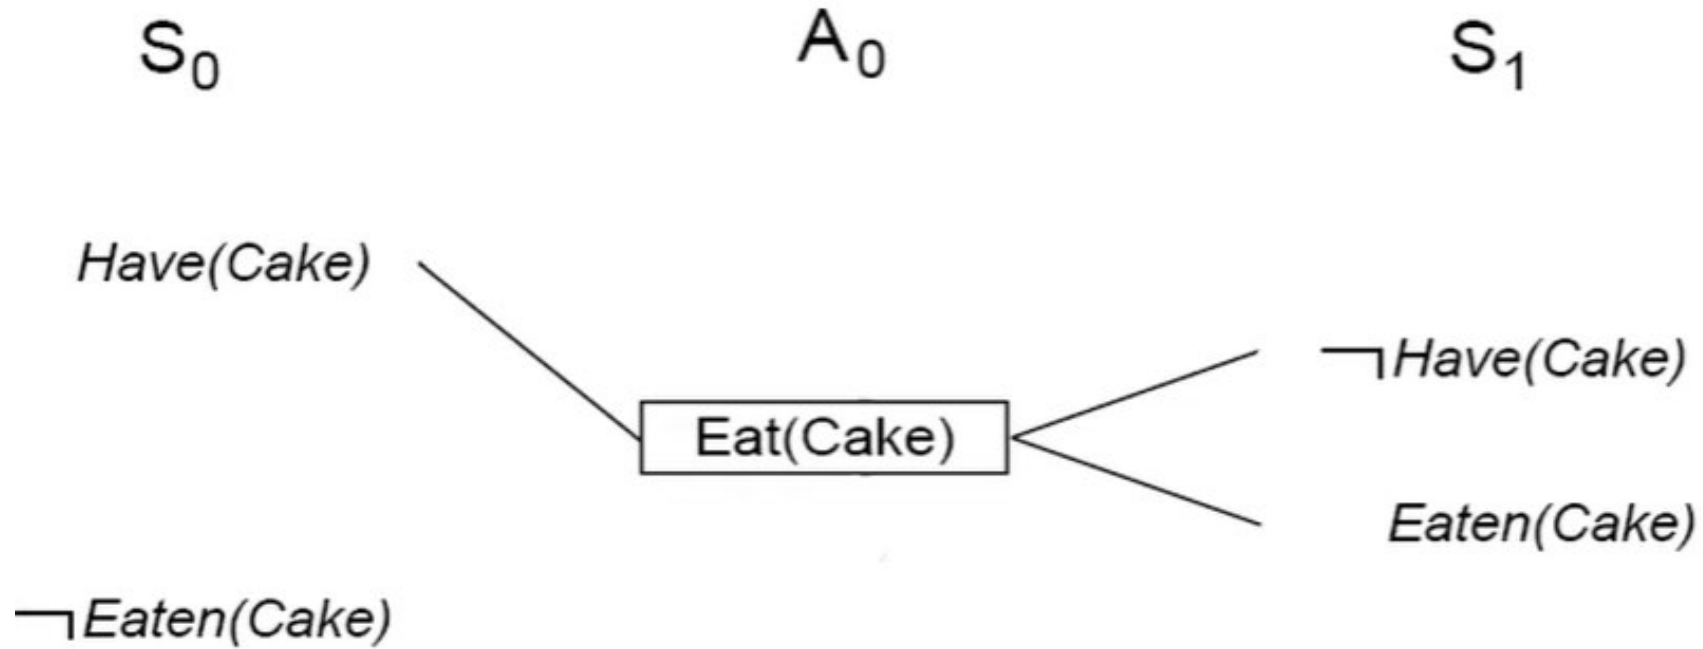 S₀ A₀ S₁
Have(Cake)
¬Have(Cake)
Eat(Cake)
Eaten(Cake)
¬Eaten(Cake)